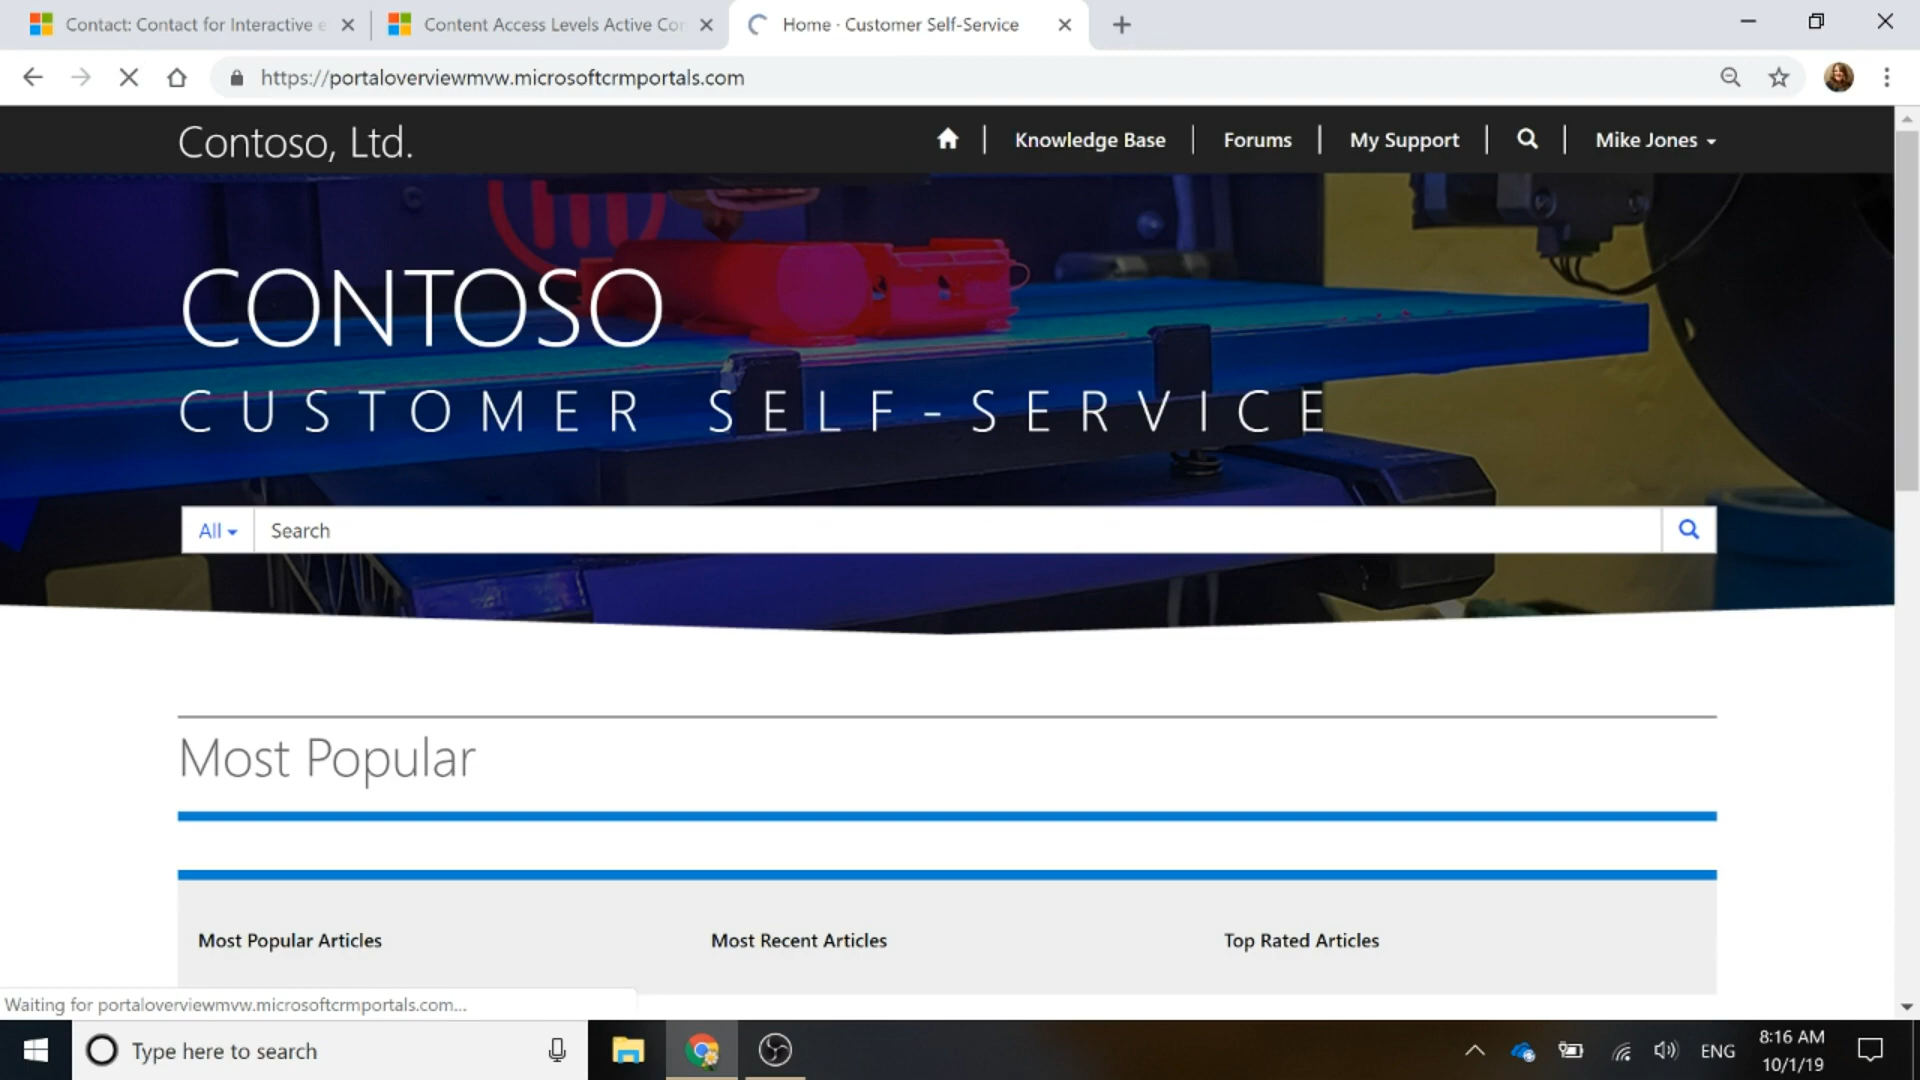 Contact: Contact for Interactive e
Content Access Levels Active Con
Home · Customer Self-Service
https://portaloverviewmvw.microsoftcrmportals.com
Contoso, Ltd.
Knowledge Base
Forums
My Support
Mike Jones
CONTOSO
CUSTOMER SELF-SERVICE
All
Search
Most Popular
Most Popular Articles
Most Recent Articles
Top Rated Articles
Waiting for portaloverviewmvw.microsoftcrmportals.com...
Type here to search
ENG
8:16 AM
10/1/19